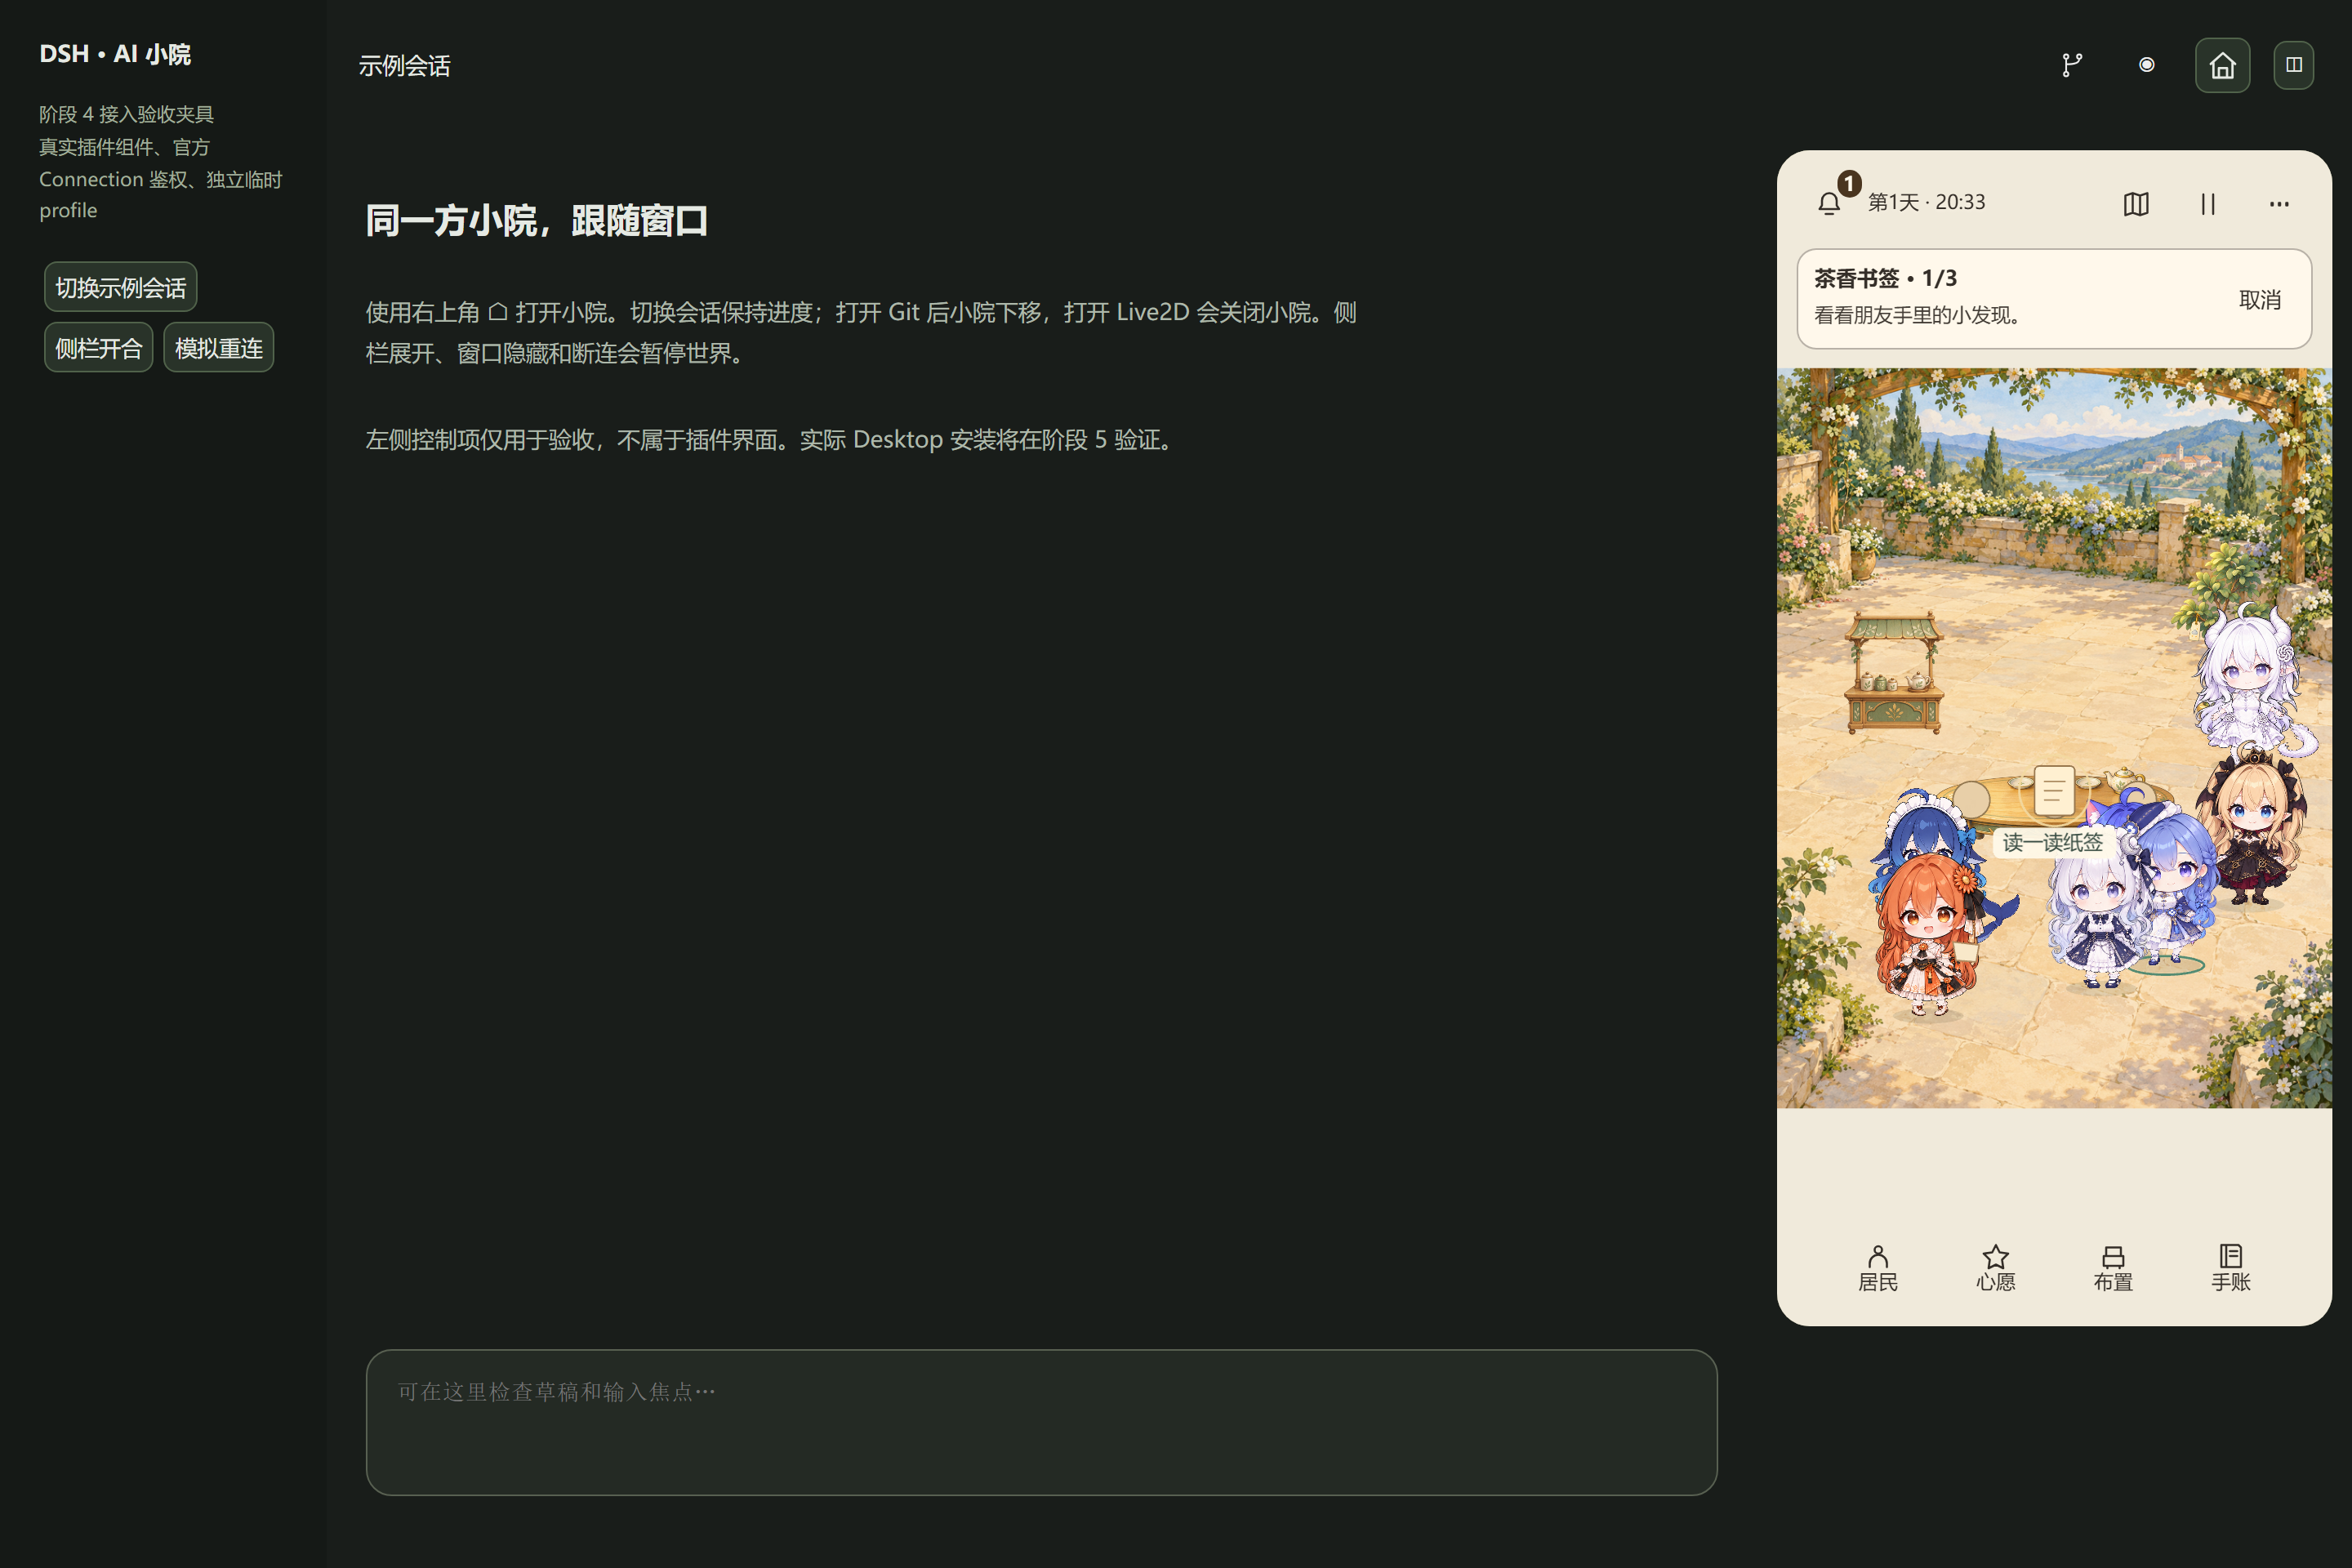 DSH • AI 小院
阶段 4 接入验收夹具
真实插件组件、官方
Connection 鉴权、独立临时
profile
切换示例会话
侧栏开合
模拟重连
示例会话
同一方小院，跟随窗口
使用右上角 ⌂ 打开小院。切换会话保持进度；打开 Git 后小院下移，打开 Live2D 会关闭小院。侧
栏展开、窗口隐藏和断连会暂停世界。
左侧控制项仅用于验收，不属于插件界面。实际 Desktop 安装将在阶段 5 验证。
可在这里检查草稿和输入焦点…
1
第1天 · 20:33
茶香书签 • 1/3
看看朋友手里的小发现。
取消
读一读纸签
居民
心愿
布置
手账